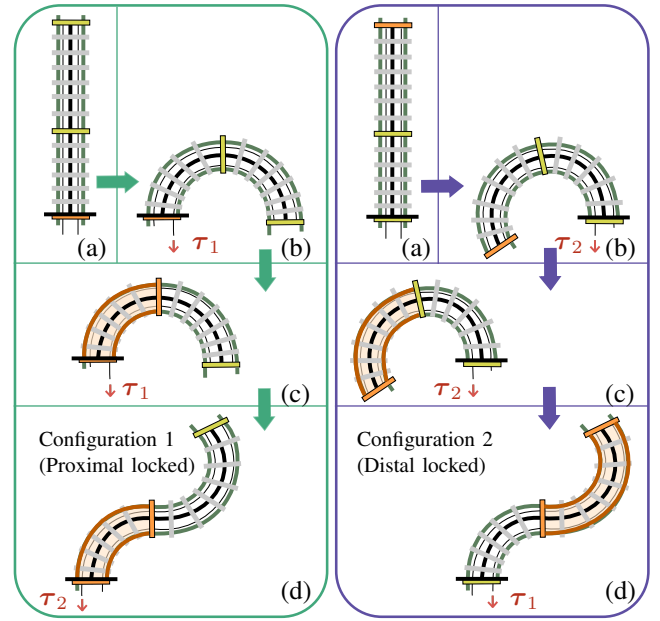 (a)
τ1
(b)
τ1
(c)
Configuration 1
(Proximal locked)
τ2
(d)
(a)
τ2
(b)
τ2
(c)
Configuration 2
(Distal locked)
τ1
(d)